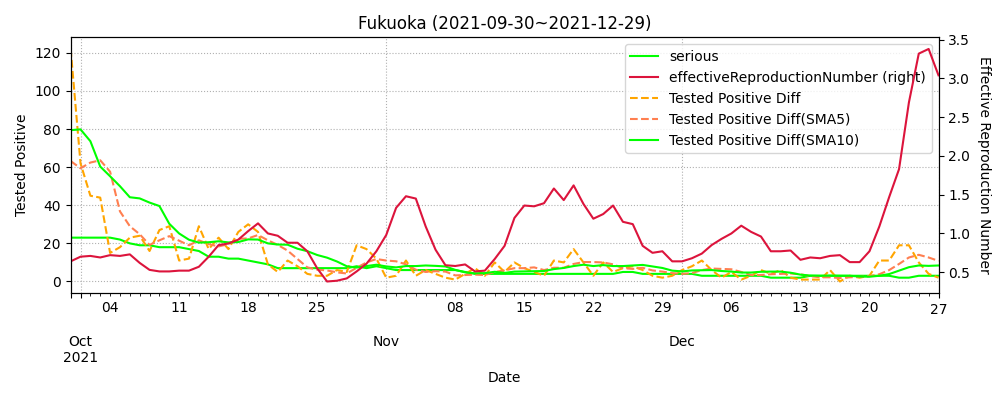 Fukuoka (2021-09-30~2021-12-29)
serious
effectiveReproductionNumber (right)
Tested Positive Diff
Tested Positive Diff(SMA5)
Tested Positive Diff(SMA10)
Tested Positive
120
100
80
60
40
20
0
3.5
3.0
2.5
2.0
1.5
1.0
0.5
Effective Reproduction Number
04 11 18 25 08 15 22 29 06 13 20 27
Oct Nov Dec
2021
Date